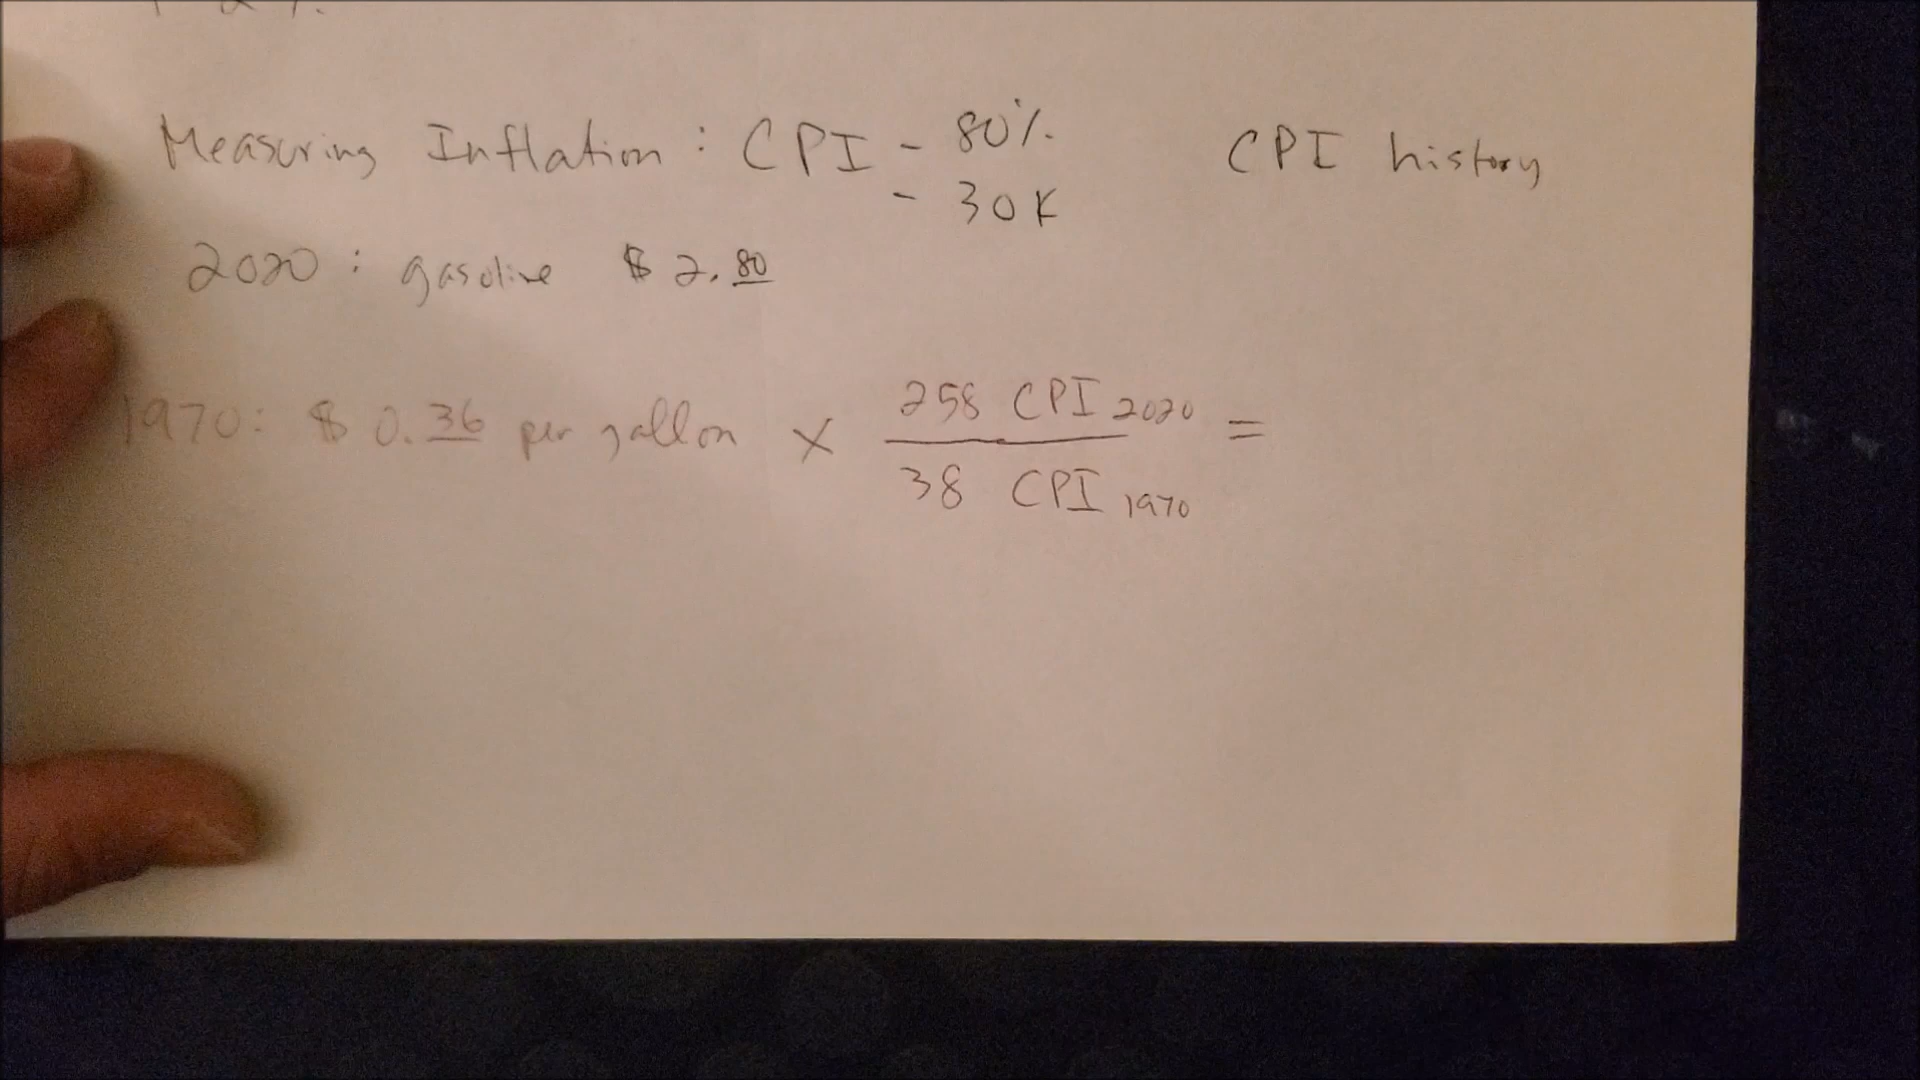 Measuring Inflation : CPI - 80% CPI history
- 30K
2020 : gasoline $ 2.80
1970 : $ 0.36 per gallon × 258 CPI 2020 =
38 CPI 1970